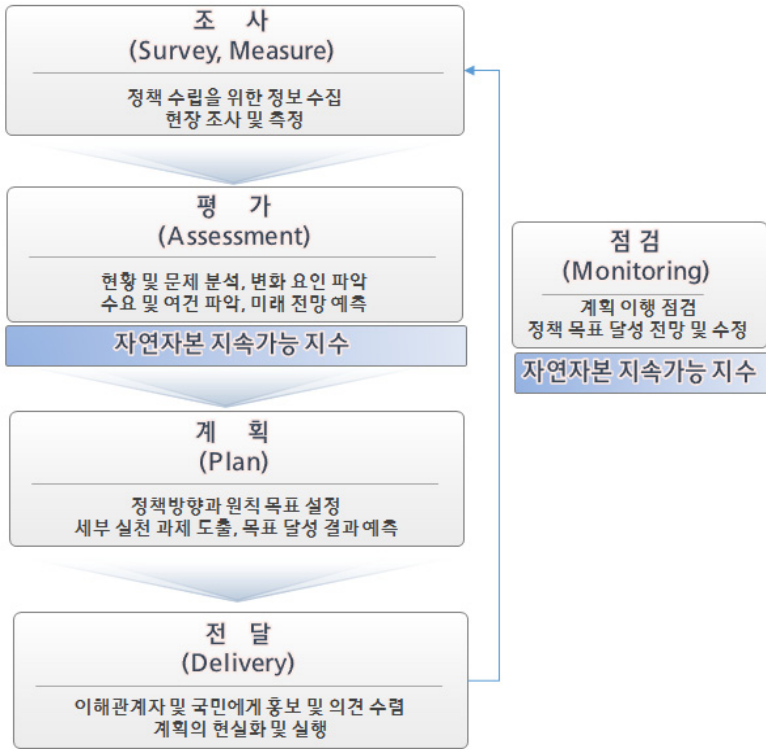 조 사
(Survey, Measure)
정책 수립을 위한 정보 수집
현장 조사 및 측정
평 가
(Assessment)
현황 및 문제 분석, 변화 요인 파악
수요 및 여건 파악, 미래 전망 예측
자연자본 지속가능 지수
계 획
(Plan)
정책방향과 원칙 목표 설정
세부 실천 과제 도출, 목표 달성 결과 예측
전 달
(Delivery)
이해관계자 및 국민에게 홍보 및 의견 수렴
계획의 현실화 및 실행
점 검
(Monitoring)
계획 이행 점검
정책 목표 달성 전망 및 수정
자연자본 지속가능 지수